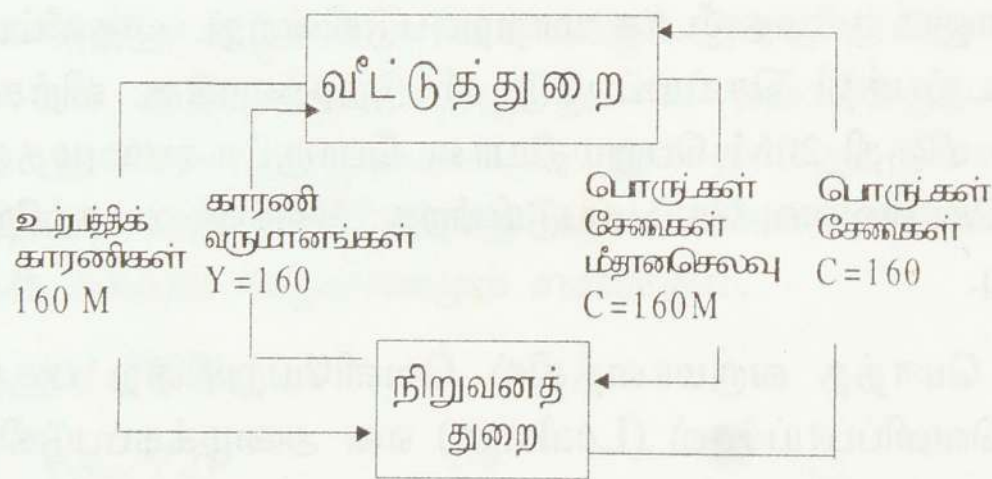 வீட்டுத்துறை
உற்பத்திக்
காரணிகள்
160 M
காரணி
வருமானங்கள்
Y=160
பொருட்கள்
சேவைகள்
மீதானசெலவு
C=160M
பொருட்கள்
சேவைகள்
C=160
நிறுவனத்
துறை